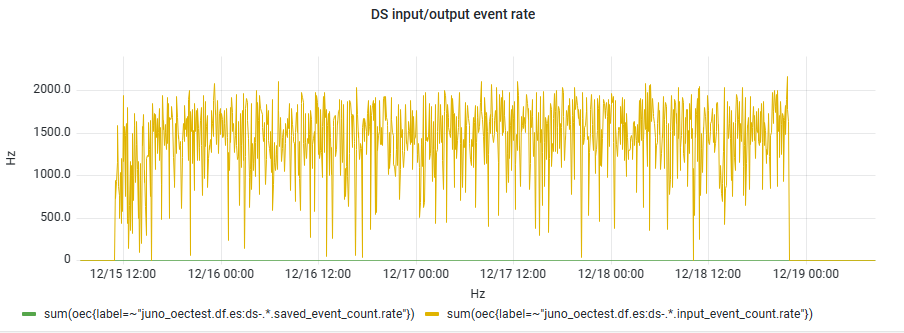 DS input/output event rate
2000.0
1500.0
1000.0
500.0
0
Hz
12/15 12:00 12/16 00:00 12/16 12:00 12/17 00:00 12/17 12:00 12/18 00:00 12/18 12:00 12/19 00:00
Hz
sum(oec{label=~"juno_oectest.df.es:ds-.*.saved_event_count.rate"}) sum(oec{label=~"juno_oectest.df.es:ds-.*.input_event_count.rate"})